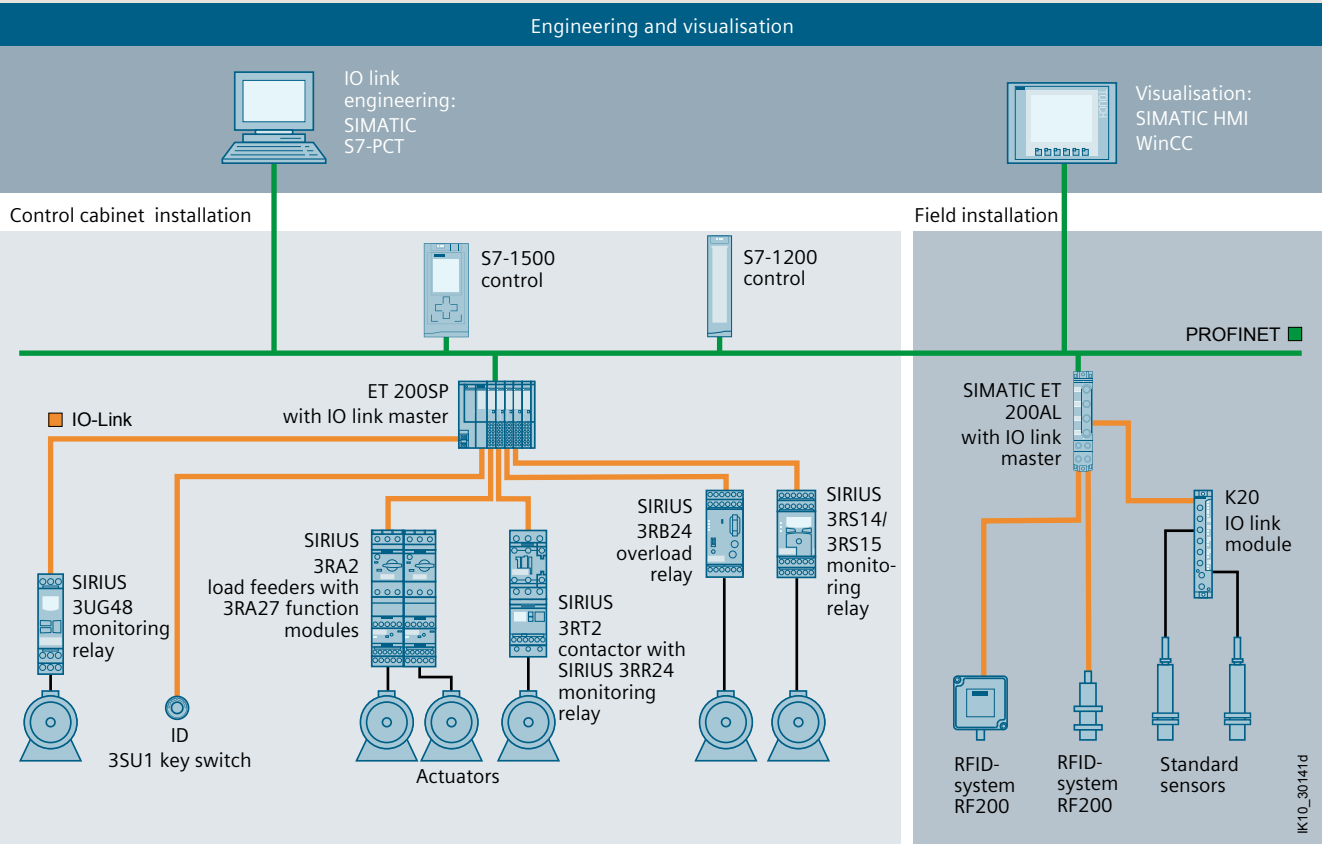 Engineering and visualisation
IO link
engineering:
SIMATIC
S7-PCT
Visualisation:
SIMATIC HMI
WinCC
Control cabinet installation
Field installation
S7-1500
control
S7-1200
control
PROFINET
ET 200SP
with IO link master
SIMATIC ET
200AL
with IO link
master
IO-Link
SIRIUS
3UG48
monitoring
relay
ID
3SU1 key switch
SIRIUS
3RA2
load feeders with
3RA27 function
modules
SIRIUS
3RT2
contactor with
SIRIUS 3RR24
monitoring
relay
SIRIUS
3RB24
overload
relay
SIRIUS
3RS14/
3RS15
monito-
ring
relay
K20
IO link
module
Actuators
RFID-
system
RF200
RFID-
system
RF200
Standard
sensors
IK10_30141d